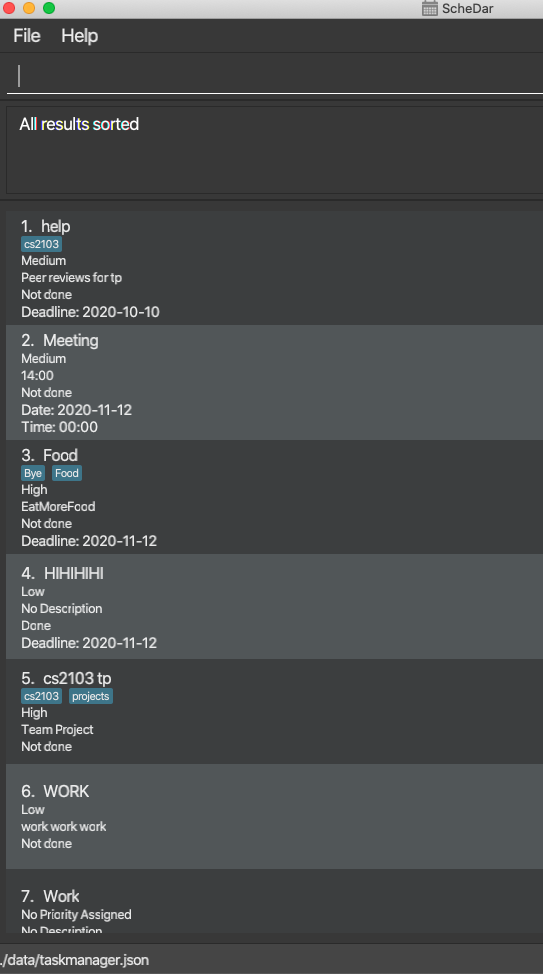 ScheDar
File Help
All results sorted
1. help
cs2103
Medium
Peer reviews for tp
Not done
Deadline: 2020-10-10
2. Meeting
Medium
14:00
Not done
Date: 2020-11-12
Time: 00:00
3. Food
Bye Food
High
EatMoreFood
Not done
Deadline: 2020-11-12
4. HIHIHIHI
Low
No Description
Done
Deadline: 2020-11-12
5. cs2103 tp
cs2103 projects
High
Team Project
Not done
6. WORK
Low
work work work
Not done
7. Work
No Priority Assigned
No Description
./data/taskmanager.json